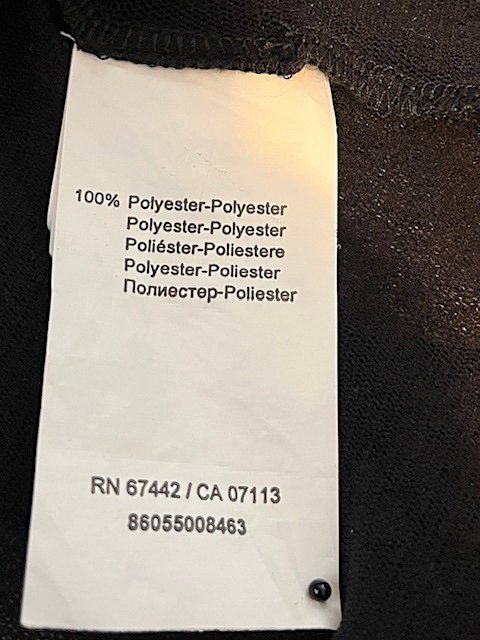 100% Polyester-Polyester
Polyester-Polyester
Poliéster-Poliestere
Polyester-Poliester
Полиестер-Poliester
RN 67442 / CA 07113
86055008463